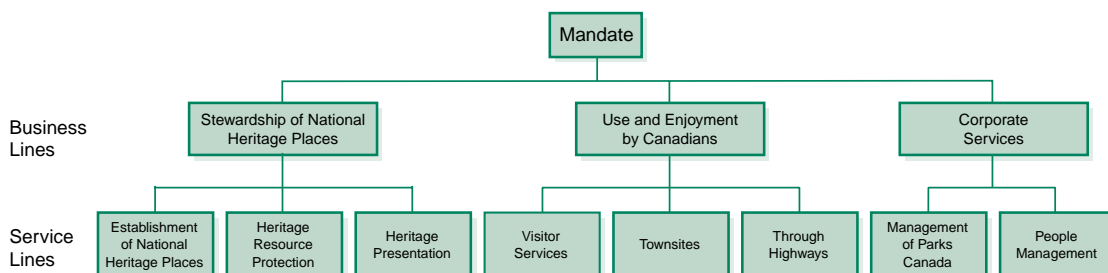 Mandate
Business
Lines
Stewardship of National
Heritage Places
Use and Enjoyment
by Canadians
Corporate
Services
Service
Lines
Establishment
of National
Heritage Places
Heritage
Resource
Protection
Heritage
Presentation
Visitor
Services
Townsites
Through
Highways
Management
of Parks
Canada
People
Management